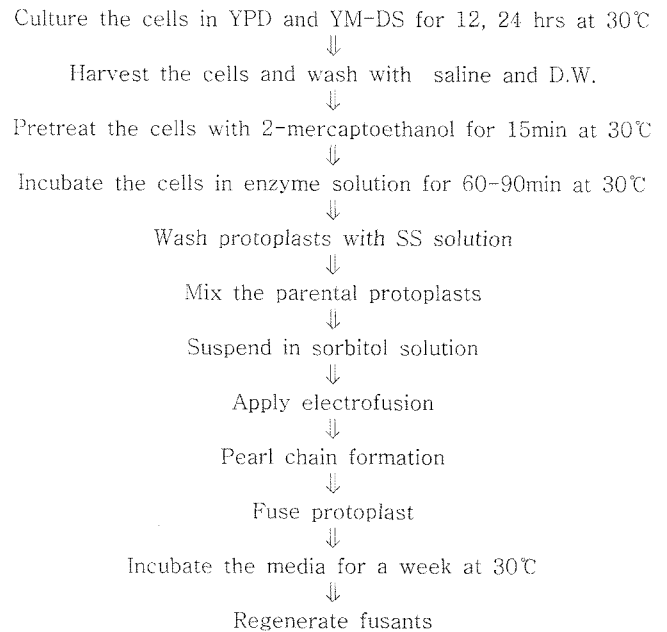 Culture the cells in YPD and YM-DS for 12, 24 hrs at 30℃
⇓
Harvest the cells and wash with saline and D.W.
⇓
Pretreat the cells with 2-mercaptoethanol for 15min at 30℃
⇓
Incubate the cells in enzyme solution for 60-90min at 30℃
⇓
Wash protoplasts with SS solution
⇓
Mix the parental protoplasts
⇓
Suspend in sorbitol solution
⇓
Apply electrofusion
⇓
Pearl chain formation
⇓
Fuse protoplast
⇓
Incubate the media for a week at 30℃
⇓
Regenerate fusants